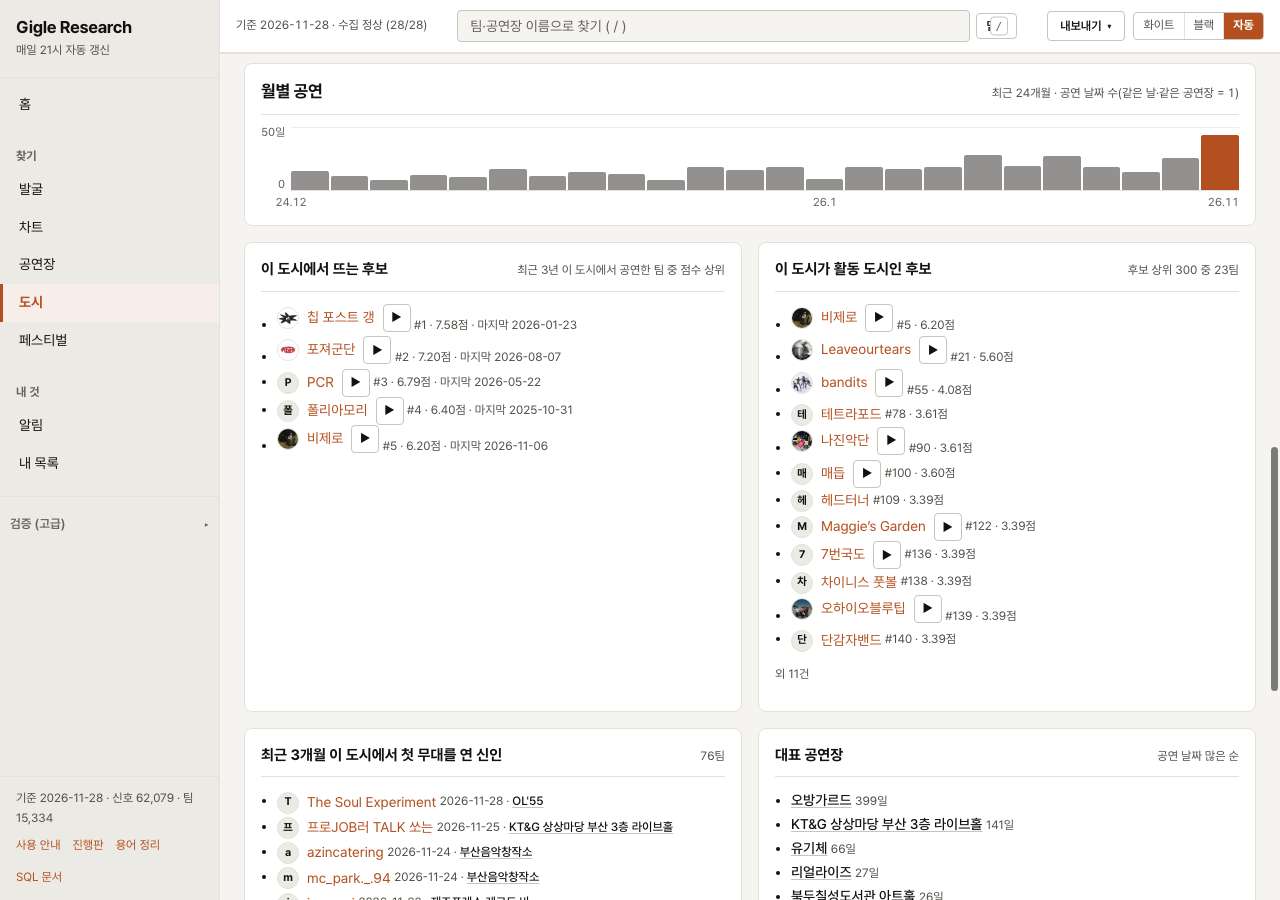 Gigle Research
매일 21시 자동 갱신
홈
찾기
발굴
차트
공연장
도시
페스티벌
내 것
알림
내 목록
검증 (고급)
기준 2026-11-28 · 신호 62,079 · 팀
15,334
사용 안내 진행판 용어 정리
SQL 문서
기준 2026-11-28 · 수집 정상 (28/28)
팀·공연장 이름으로 찾기 ( / )
/
내보내기
화이트 블랙 자동
월별 공연
최근 24개월 · 공연 날짜 수(같은 날·같은 공연장 = 1)
50일
0
24.12 26.1 26.11
이 도시에서 뜨는 후보
최근 3년 이 도시에서 공연한 팀 중 점수 상위
칩 포스트 갱 #1 · 7.58점 · 마지막 2026-01-23
포져군단 #2 · 7.20점 · 마지막 2026-08-07
P PCR #3 · 6.79점 · 마지막 2026-05-22
폴 폴리아모리 #4 · 6.40점 · 마지막 2025-10-31
비제로 #5 · 6.20점 · 마지막 2026-11-06
이 도시가 활동 도시인 후보
후보 상위 300 중 23팀
비제로 #5 · 6.20점
Leaveourtears #21 · 5.60점
bandits #55 · 4.08점
테 테트라포드 #78 · 3.61점
나진악단 #90 · 3.61점
매 매듭 #100 · 3.60점
헤 헤드터너 #109 · 3.39점
M Maggie's Garden #122 · 3.39점
7 7번국도 #136 · 3.39점
차 차이니스 풋볼 #138 · 3.39점
오하이오블루팁 #139 · 3.39점
단 단감자밴드 #140 · 3.39점
외 11건
최근 3개월 이 도시에서 첫 무대를 연 신인
76팀
T The Soul Experiment 2026-11-28 · OL'55
프 프로JOB러 TALK 쏘는 2026-11-25 · KT&G 상상마당 부산 3층 라이브홀
a azincatering 2026-11-24 · 부산음악창작소
m mc_park._.94 2026-11-24 · 부산음악창작소
대표 공연장
공연 날짜 많은 순
오방가르드 399일
KT&G 상상마당 부산 3층 라이브홀 141일
유기체 66일
리얼라이즈 27일
북두칠성도서관 아트홀 26일